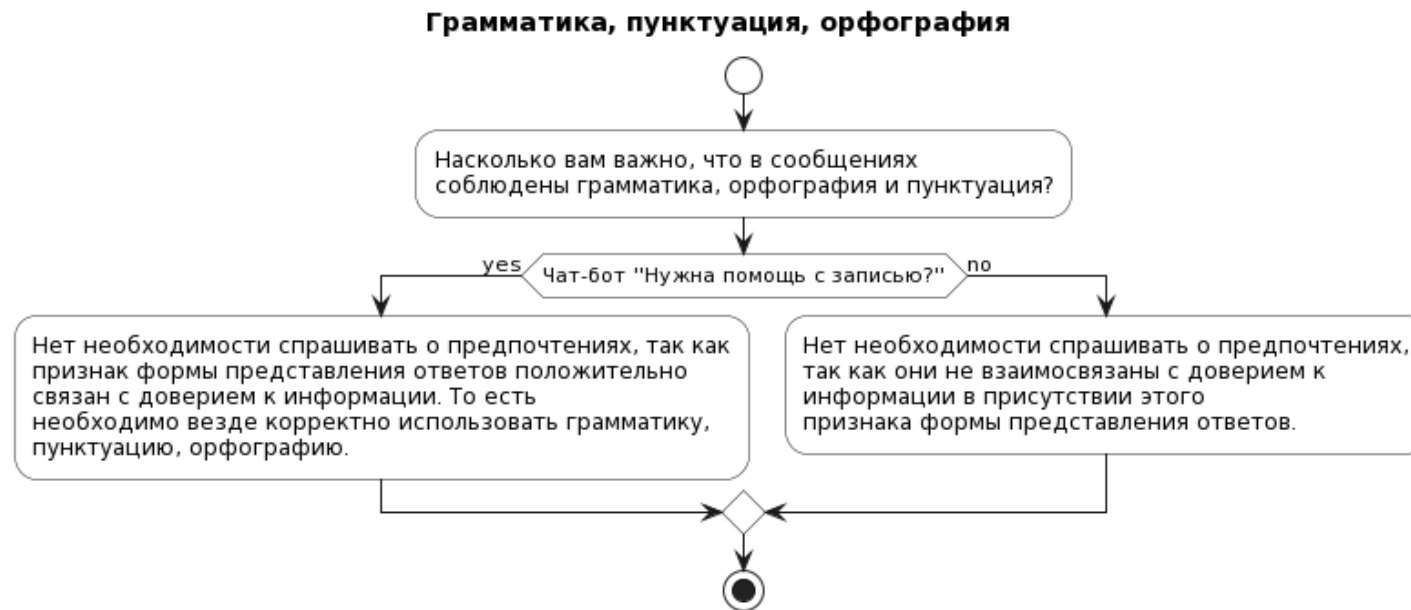 Грамматика, пунктуация, орфография
Насколько вам важно, что в сообщениях
соблюдены грамматика, орфография и пунктуация?
yes
Чат-бот "Нужна помощь с записью?"
no
Нет необходимости спрашивать о предпочтениях, так как
признак формы представления ответов положительно
связан с доверием к информации. То есть
необходимо везде корректно использовать грамматику,
пунктуацию, орфографию.
Нет необходимости спрашивать о предпочтениях,
так как они не взаимосвязаны с доверием к
информации в присутствии этого
признака формы представления ответов.